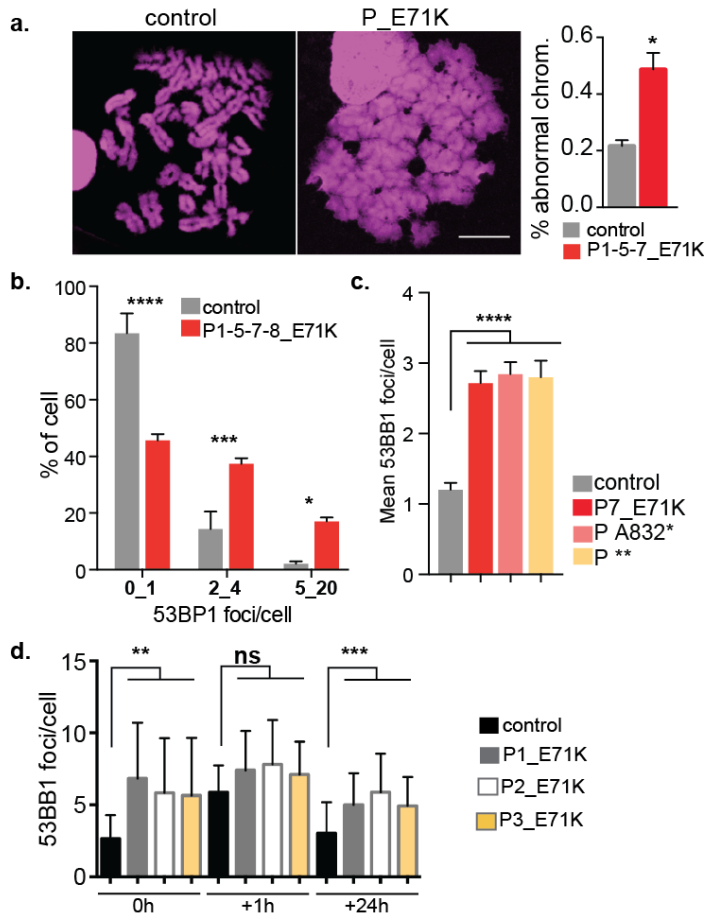 a.
control
P_E71K
% abnormal chrom.
0.6
0.4
0.2
0.0
*
control
P1-5-7_E71K
b.
% of cell
100
80
60
40
20
0
****
***
*
control
P1-5-7-8_E71K
0_1
2_4
5_20
53BP1 foci/cell
c.
Mean 53BB1 foci/cell
4
3
2
1
0
****
control
P7_E71K
P A832*
P **
d.
53BB1 foci/cell
15
10
5
0
**
ns
***
0h
+1h
+24h
control
P1_E71K
P2_E71K
P3_E71K